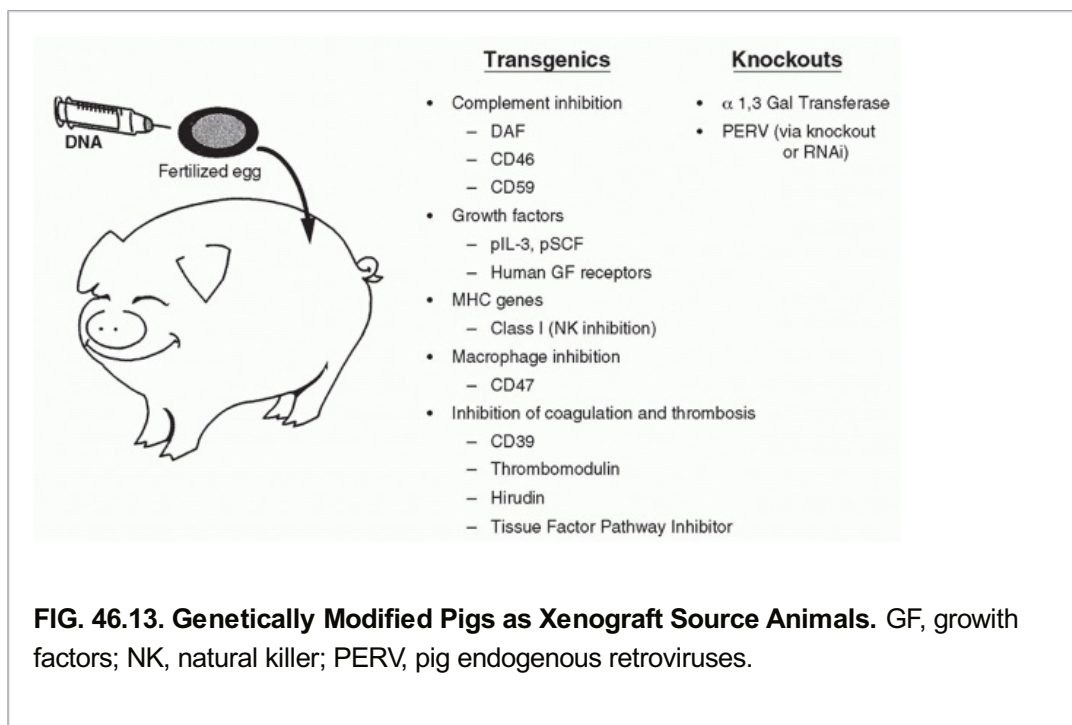 DNA
Fertilized egg
Transgenics
• Complement inhibition
– DAF
– CD46
– CD59
• Growth factors
– pIL-3, pSCF
– Human GF receptors
• MHC genes
– Class I (NK inhibition)
• Macrophage inhibition
– CD47
• Inhibition of coagulation and thrombosis
– CD39
– Thrombomodulin
– Hirudin
– Tissue Factor Pathway Inhibitor
Knockouts
• α 1,3 Gal Transferase
• PERV (via knockout
or RNAi)
FIG. 46.13. Genetically Modified Pigs as Xenograft Source Animals. GF, growth
factors; NK, natural killer; PERV, pig endogenous retroviruses.